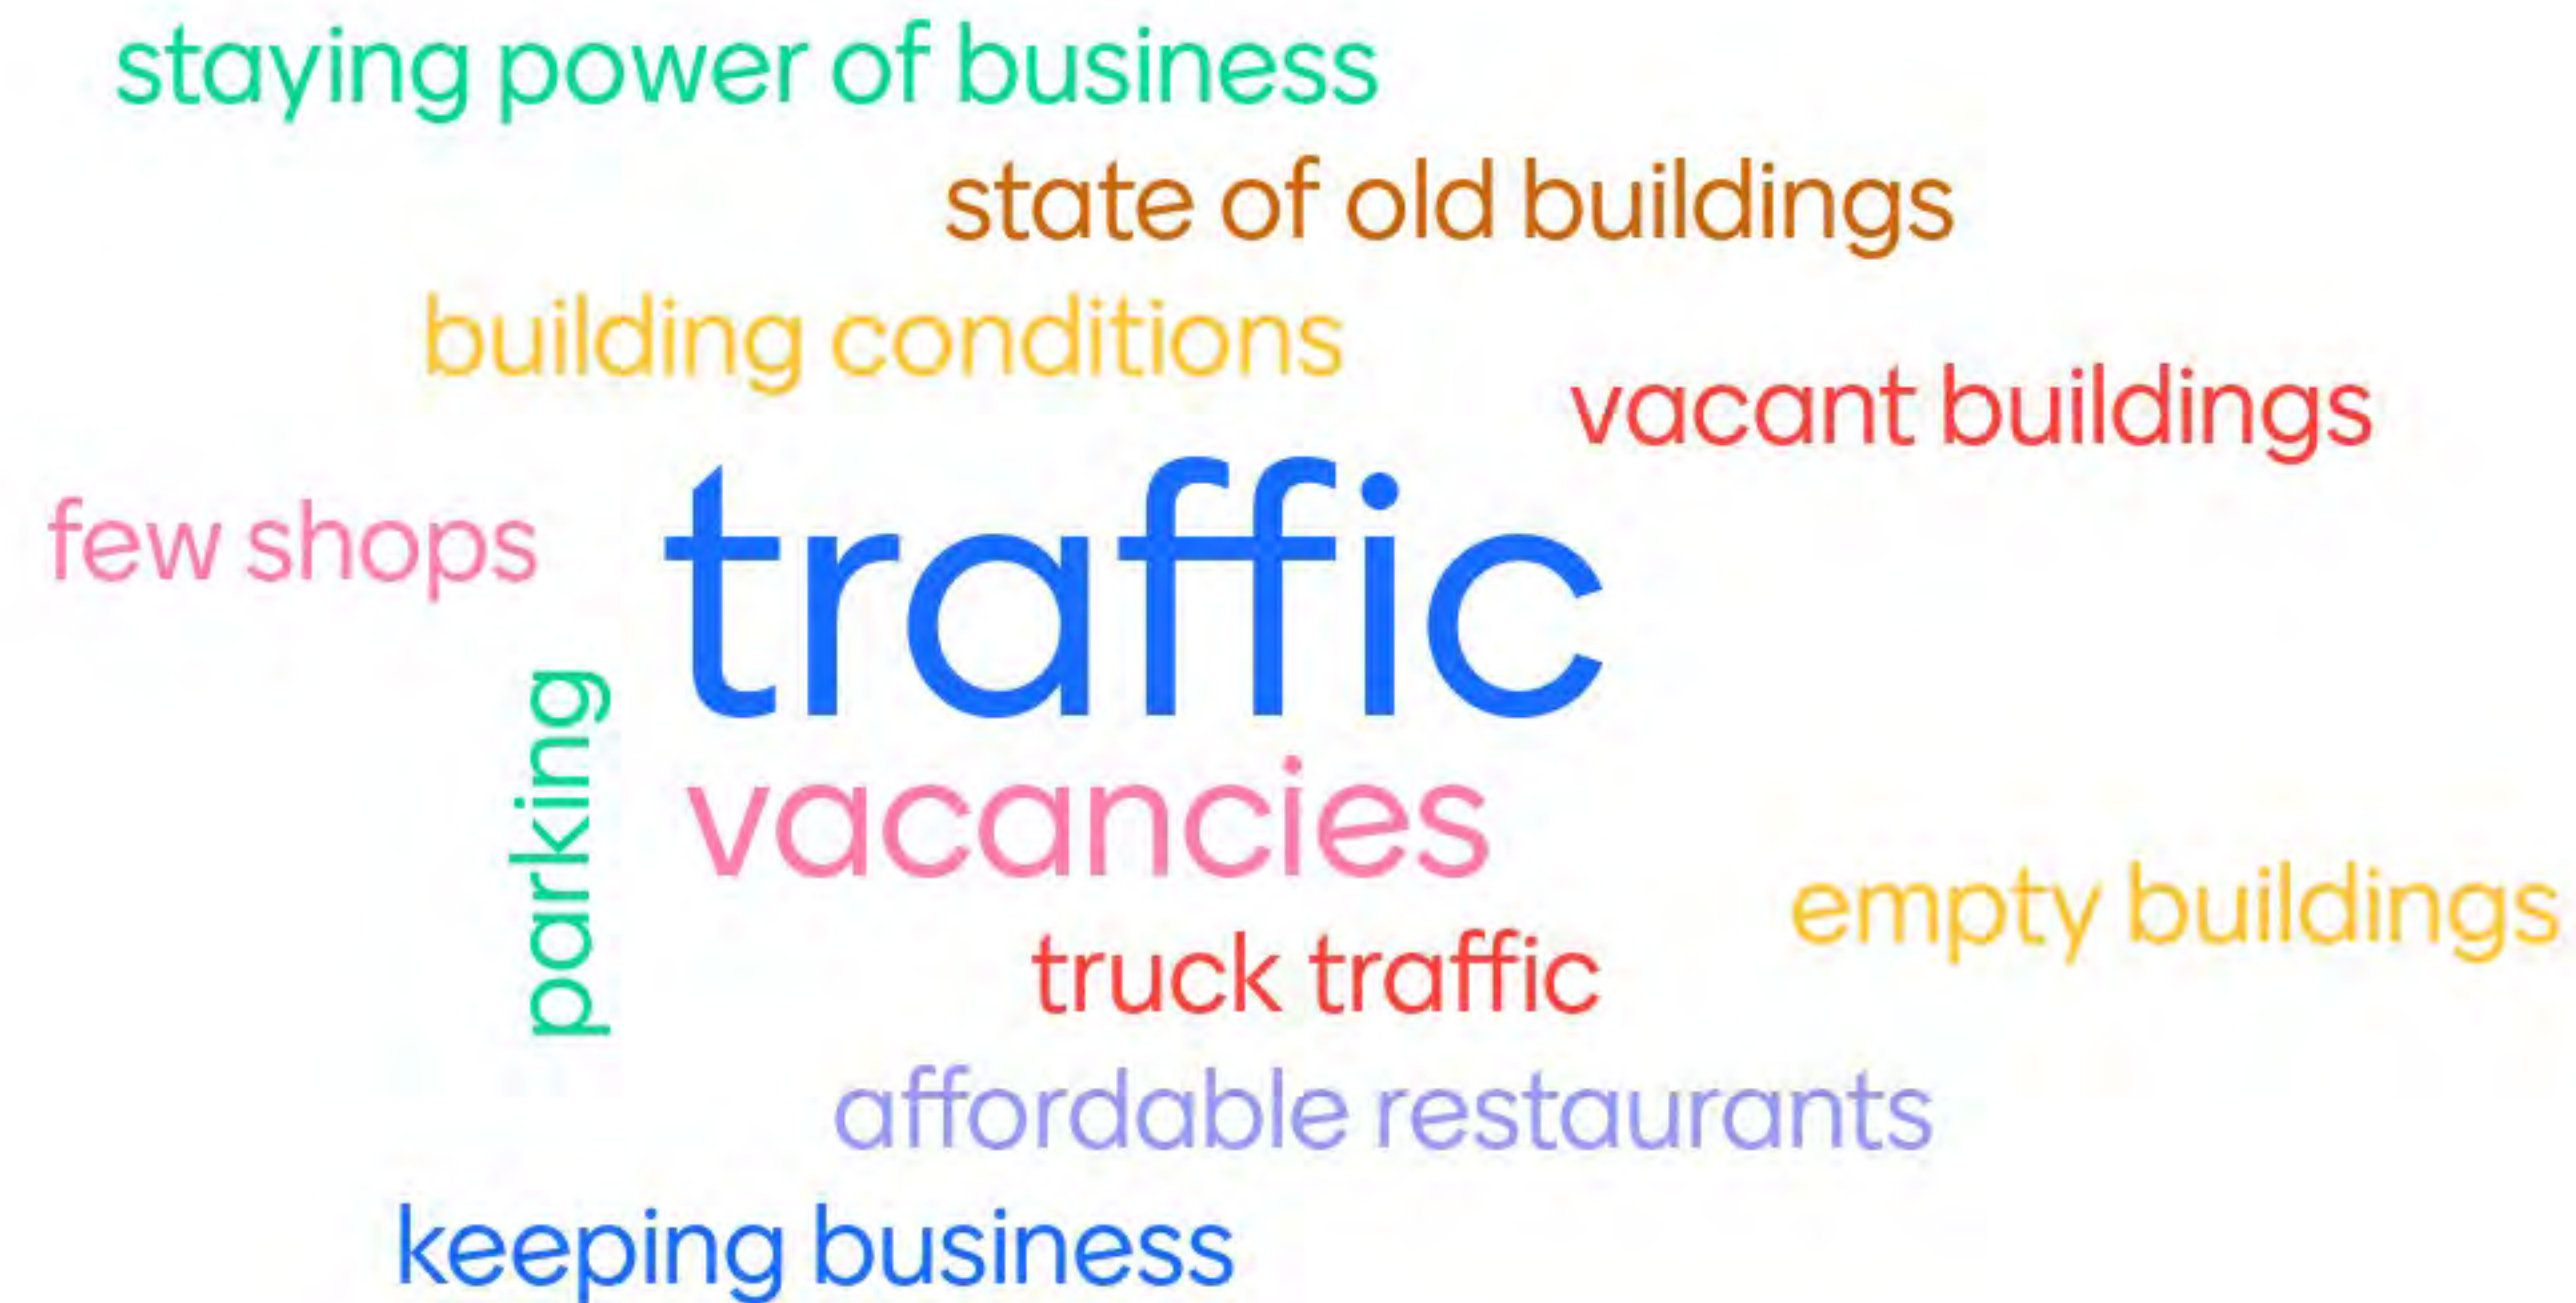 staying power of business
state of old buildings
building conditions
vacant buildings
few shops
traffic
parking
vacancies
empty buildings
truck traffic
affordable restaurants
keeping business